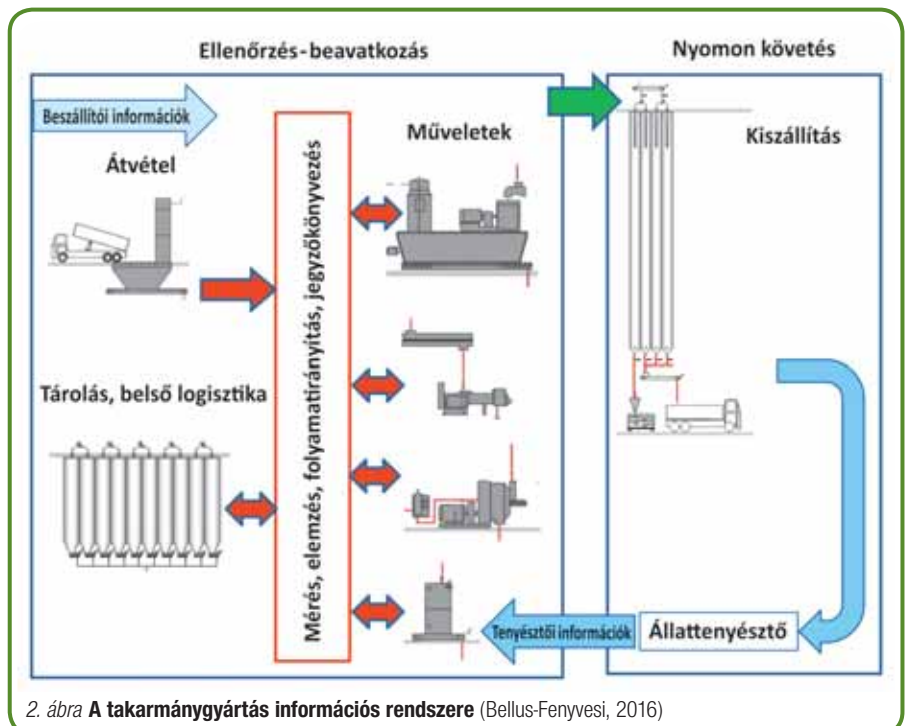 Ellenőrzés-beavatkozás
Nyomon követés
Beszállítói információk
Átvétel
Műveletek
Kiszállítás
Mérés, elemzés, folyamatirányítás, jegyzőkönyvezés
Tárolás, belső logisztika
Tenyésztői információk
Állattenyésztő
2. ábra A takarmánygyártás információs rendszere (Bellus-Fenyvesi, 2016)